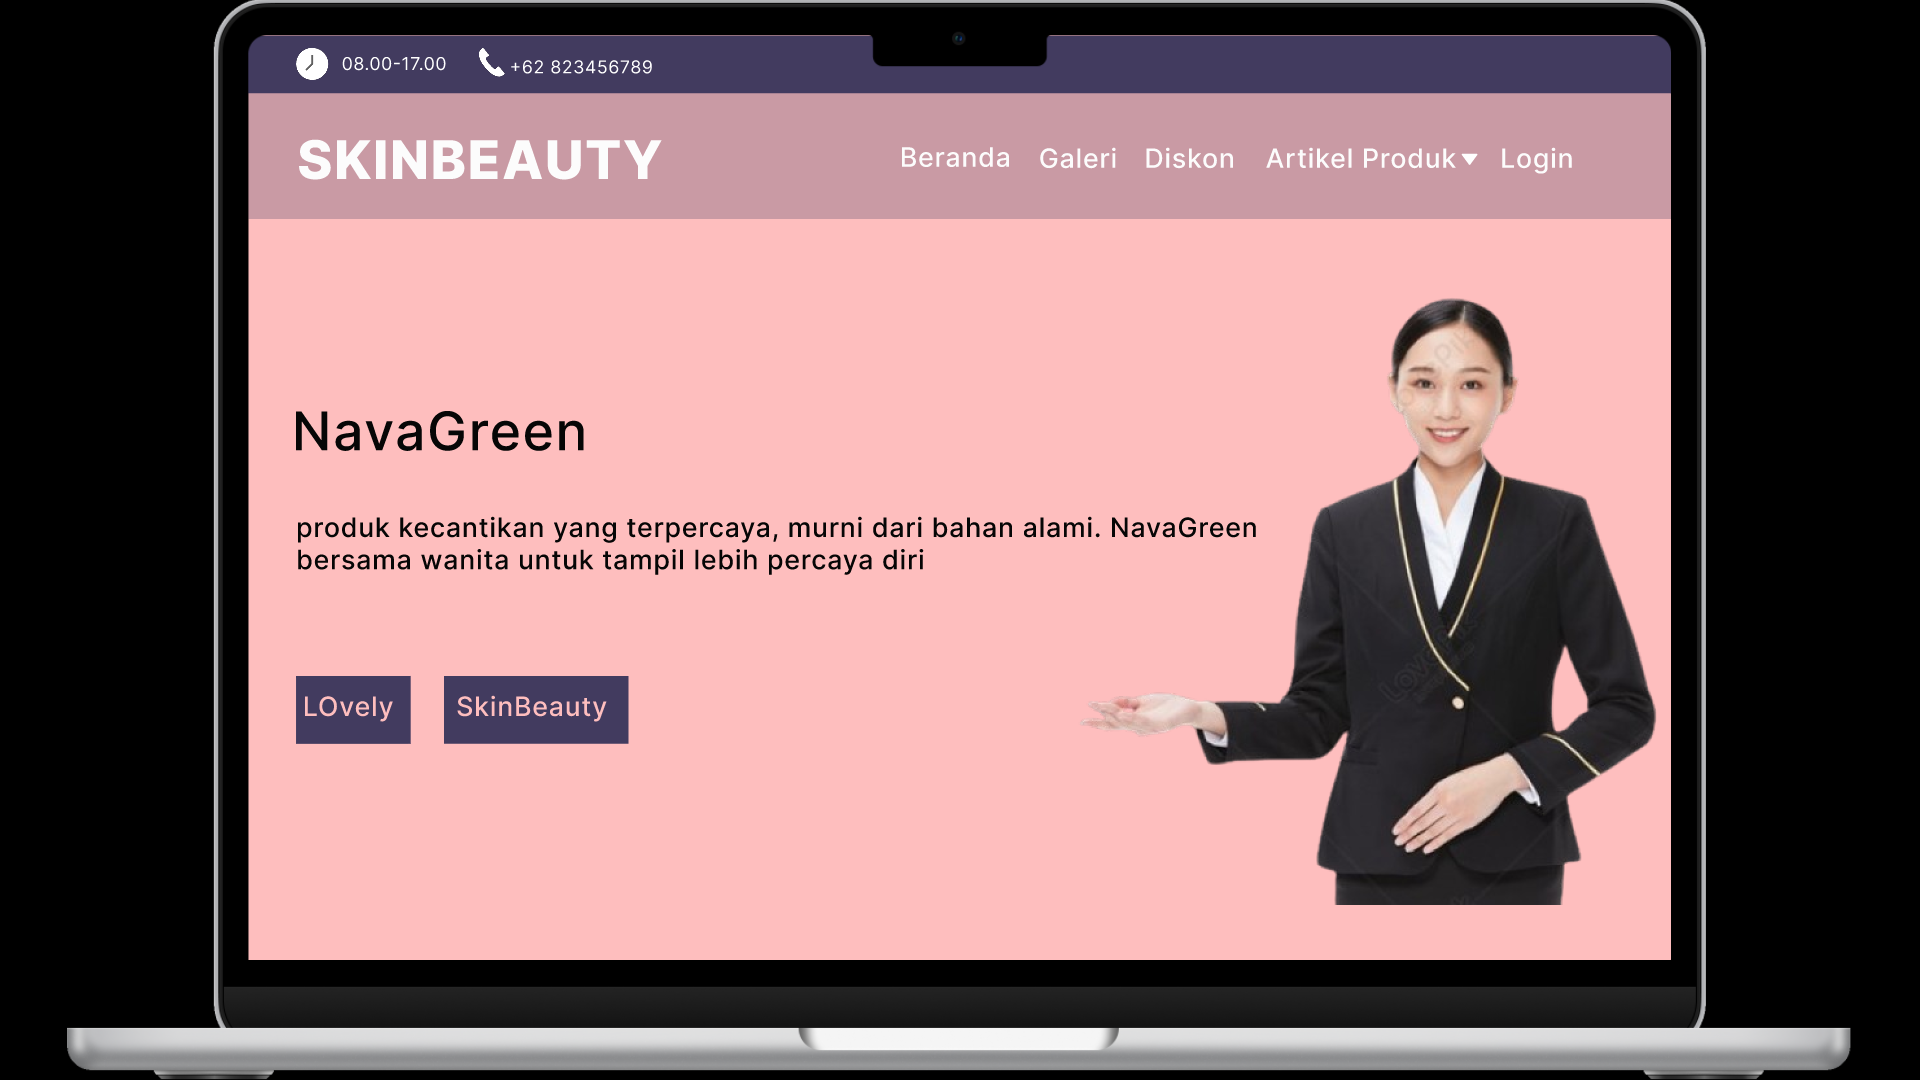 08.00-17.00
+62 823456789
SKINBEAUTY
Beranda Galeri Diskon Artikel Produk Login
NavaGreen
produk kecantikan yang terpercaya, murni dari bahan alami. NavaGreen
bersama wanita untuk tampil lebih percaya diri
LOvely
SkinBeauty